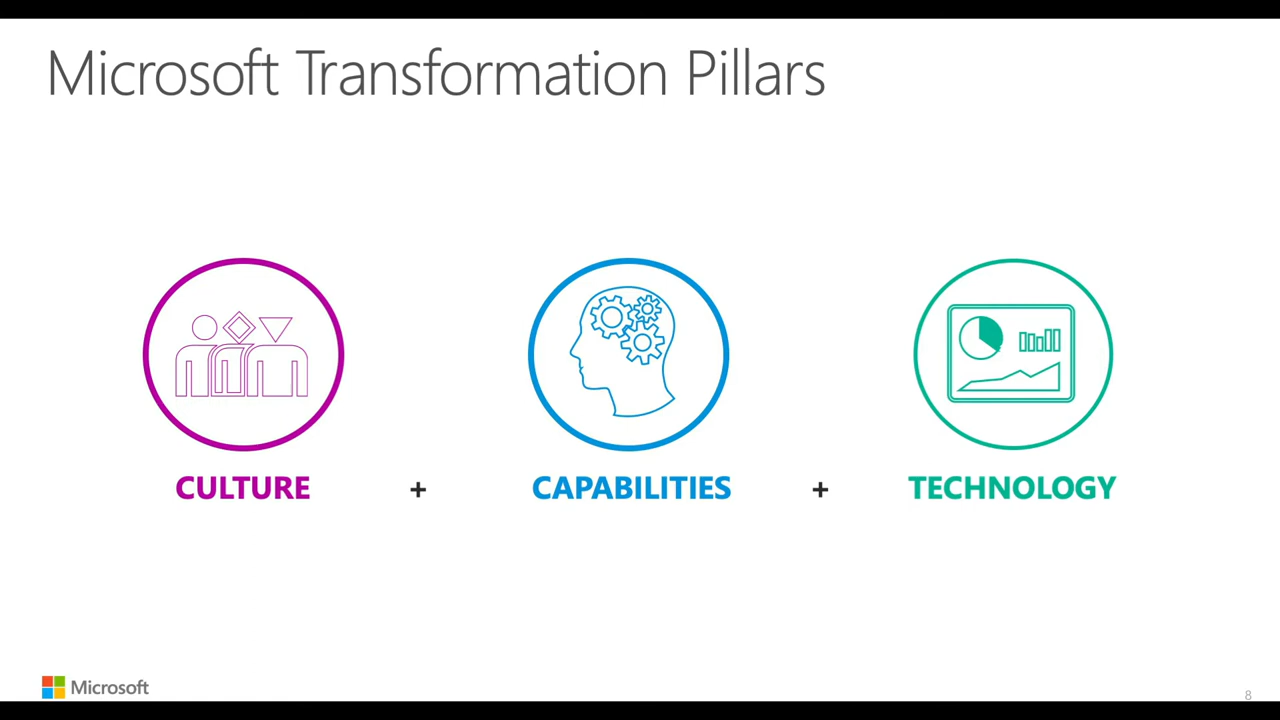 Microsoft Transformation Pillars
CULTURE + CAPABILITIES + TECHNOLOGY
Microsoft
8